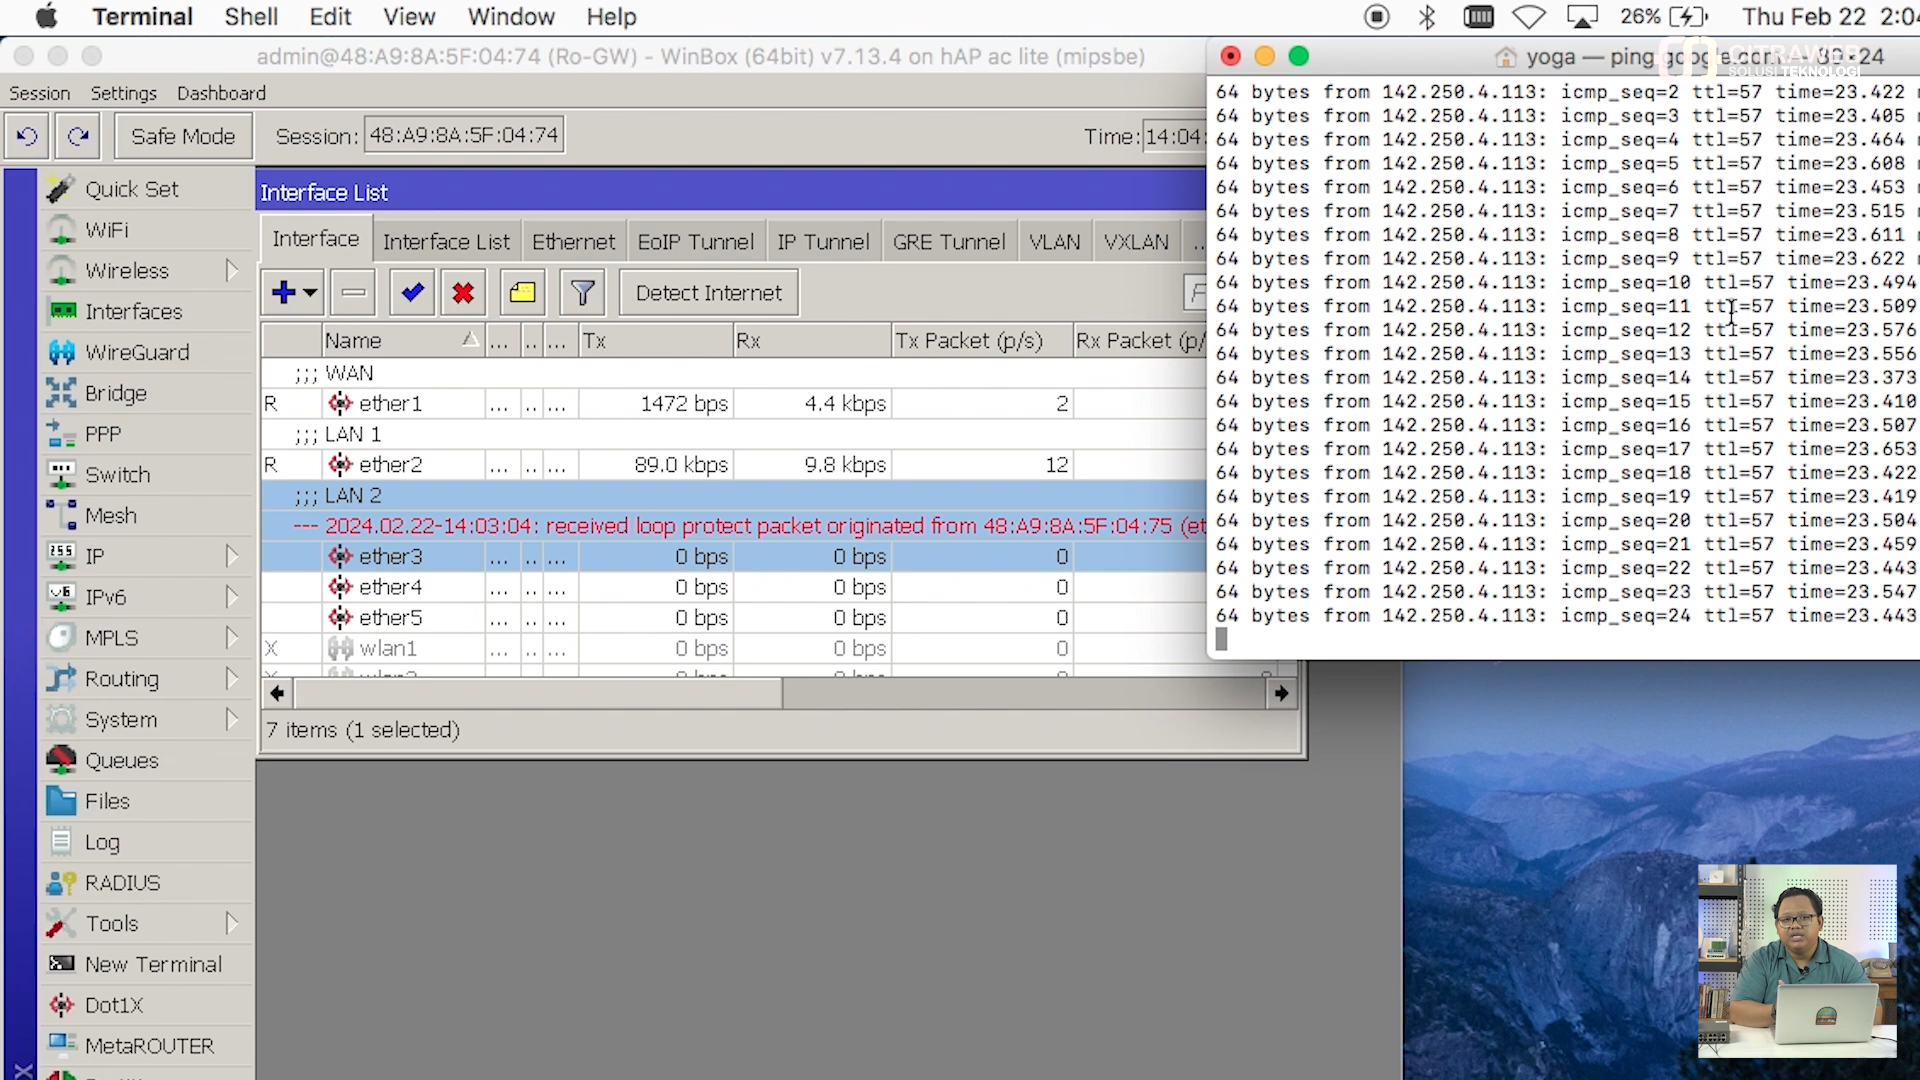 Terminal Shell Edit View Window Help
26% Thu Feb 22 2:04
admin@48:A9:8A:5F:04:74 (Ro-GW) - WinBox (64bit) v7.13.4 on hAP ac lite (mipsbe)
Session Settings Dashboard
Safe Mode Session: 48:A9:8A:5F:04:74 Time: 14:04:
Quick Set
WiFi
Wireless
Interfaces
WireGuard
Bridge
PPP
Switch
Mesh
IP
IPv6
MPLS
Routing
System
Queues
Files
Log
RADIUS
Tools
New Terminal
Dot1X
MetaROUTER
Interface List
Interface Interface List Ethernet EoIP Tunnel IP Tunnel GRE Tunnel VLAN VXLAN ..
Detect Internet
Name ... .. ... Tx Rx Tx Packet (p/s) Rx Packet (p/
;;; WAN
R ether1 ... .. ... 1472 bps 4.4 kbps 2
;;; LAN 1
R ether2 ... .. ... 89.0 kbps 9.8 kbps 12
;;; LAN 2
--- 2024.02.22-14:03:04: received loop protect packet originated from 48:A9:8A:5F:04:75 (et
ether3 ... .. ... 0 bps 0 bps 0
ether4 ... .. ... 0 bps 0 bps 0
ether5 ... .. ... 0 bps 0 bps 0
X wlan1 ... .. ... 0 bps 0 bps 0
7 items (1 selected)
yoga — ping
CITRAWEB
SOLUSI TEKNOLOGI
64 bytes from 142.250.4.113: icmp_seq=2 ttl=57 time=23.422 m
64 bytes from 142.250.4.113: icmp_seq=3 ttl=57 time=23.405 m
64 bytes from 142.250.4.113: icmp_seq=4 ttl=57 time=23.464 m
64 bytes from 142.250.4.113: icmp_seq=5 ttl=57 time=23.608 m
64 bytes from 142.250.4.113: icmp_seq=6 ttl=57 time=23.453 m
64 bytes from 142.250.4.113: icmp_seq=7 ttl=57 time=23.515 m
64 bytes from 142.250.4.113: icmp_seq=8 ttl=57 time=23.611 m
64 bytes from 142.250.4.113: icmp_seq=9 ttl=57 time=23.622 m
64 bytes from 142.250.4.113: icmp_seq=10 ttl=57 time=23.494
64 bytes from 142.250.4.113: icmp_seq=11 ttl=57 time=23.509
64 bytes from 142.250.4.113: icmp_seq=12 ttl=57 time=23.576
64 bytes from 142.250.4.113: icmp_seq=13 ttl=57 time=23.556
64 bytes from 142.250.4.113: icmp_seq=14 ttl=57 time=23.373
64 bytes from 142.250.4.113: icmp_seq=15 ttl=57 time=23.410
64 bytes from 142.250.4.113: icmp_seq=16 ttl=57 time=23.507
64 bytes from 142.250.4.113: icmp_seq=17 ttl=57 time=23.653
64 bytes from 142.250.4.113: icmp_seq=18 ttl=57 time=23.422
64 bytes from 142.250.4.113: icmp_seq=19 ttl=57 time=23.419
64 bytes from 142.250.4.113: icmp_seq=20 ttl=57 time=23.504
64 bytes from 142.250.4.113: icmp_seq=21 ttl=57 time=23.459
64 bytes from 142.250.4.113: icmp_seq=22 ttl=57 time=23.443
64 bytes from 142.250.4.113: icmp_seq=23 ttl=57 time=23.547
64 bytes from 142.250.4.113: icmp_seq=24 ttl=57 time=23.443